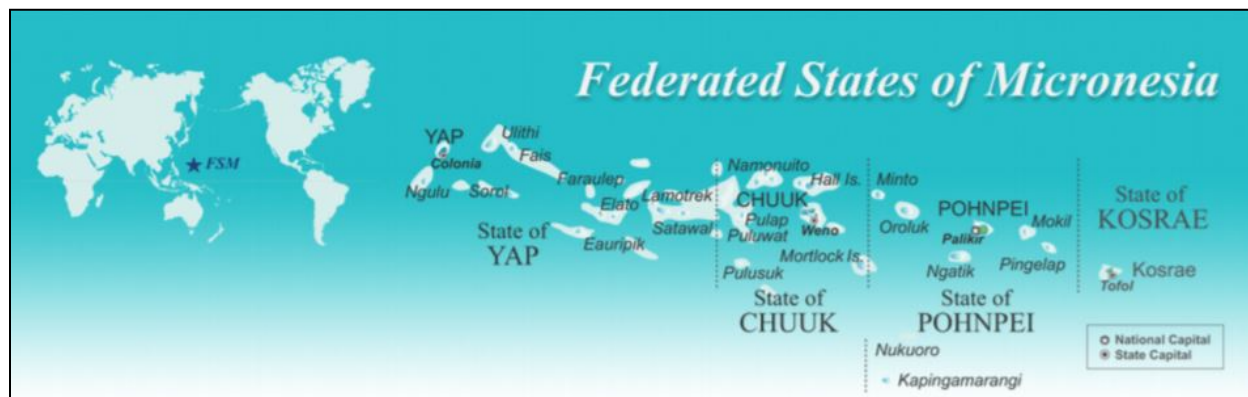 Federated States of Micronesia
FSM
YAP
Colonia
Ulithi
Fais
Ngulu
Sorol
Faraulep
Elato
Lamotrek
Satawal
Eauripik
State of
YAP
Namonuito
Hall Is.
CHUUK
Pulap
Weno
Puluwat
Mortlock Is.
Pulusuk
State of
CHUUK
Minto
Oroluk
POHNPEI
Palikir
Mokil
Ngatik
Pingelap
State of
POHNPEI
Nukuoro
Kapingamarangi
State of
KOSRAE
Kosrae
Tofol
National Capital
State Capital